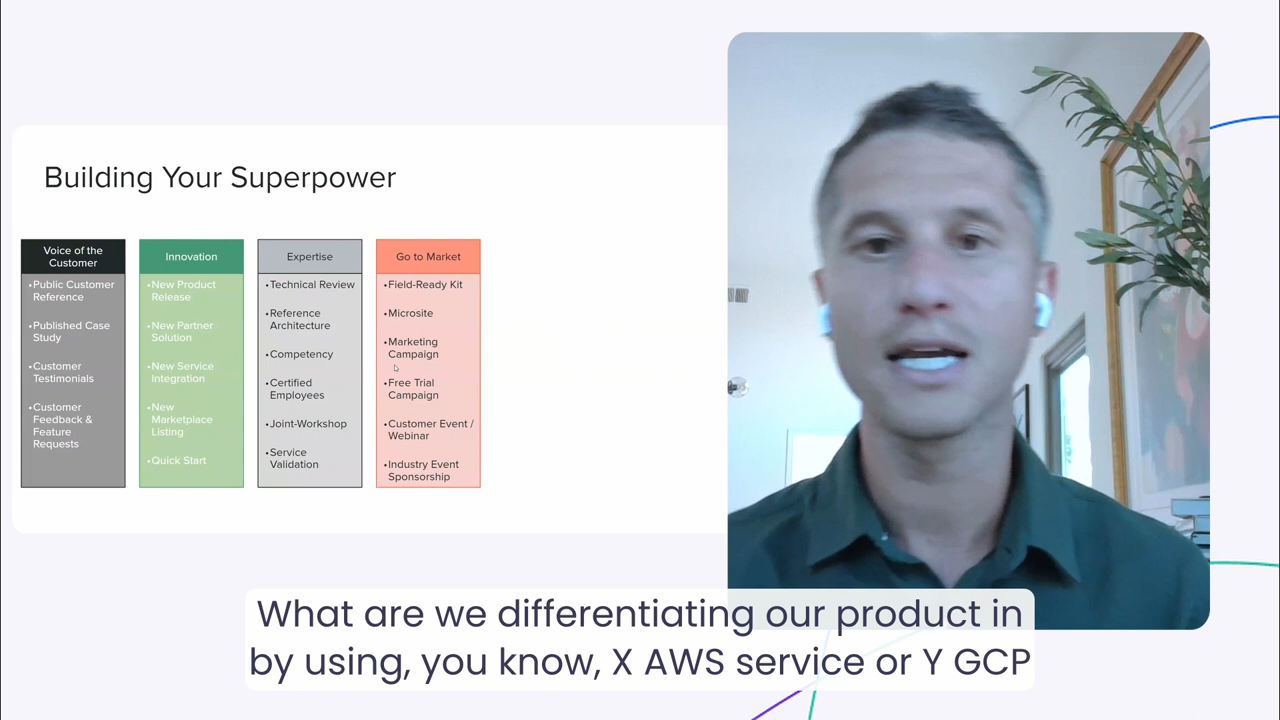 Building Your Superpower
Voice of the
Customer
•Public Customer
Reference
•Published Case
Study
•Customer
Testimonials
•Customer
Feedback &
Feature
Requests
Innovation
•New Product
Release
•New Partner
Solution
•New Service
Integration
•New
Marketplace
Listing
•Quick Start
Expertise
•Technical Review
•Reference
Architecture
•Competency
•Certified
Employees
•Joint-Workshop
•Service
Validation
Go to Market
•Field-Ready Kit
•Microsite
•Marketing
Campaign
•Free Trial
Campaign
•Customer Event /
Webinar
•Industry Event
Sponsorship
What are we differentiating our product in
by using, you know, X AWS service or Y GCP